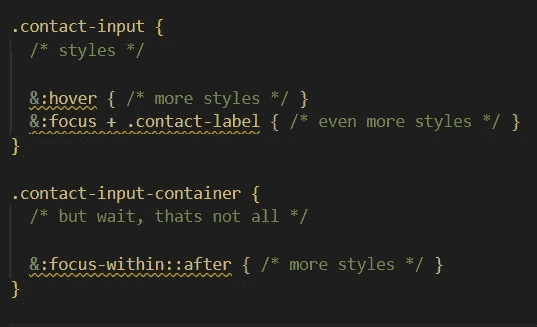 .contact-input {
/* styles */
&:hover { /* more styles */ }
&:focus + .contact-label { /* even more styles */ }
}
.contact-input-container {
/* but wait, thats not all */
&:focus-within::after { /* more styles */ }
}